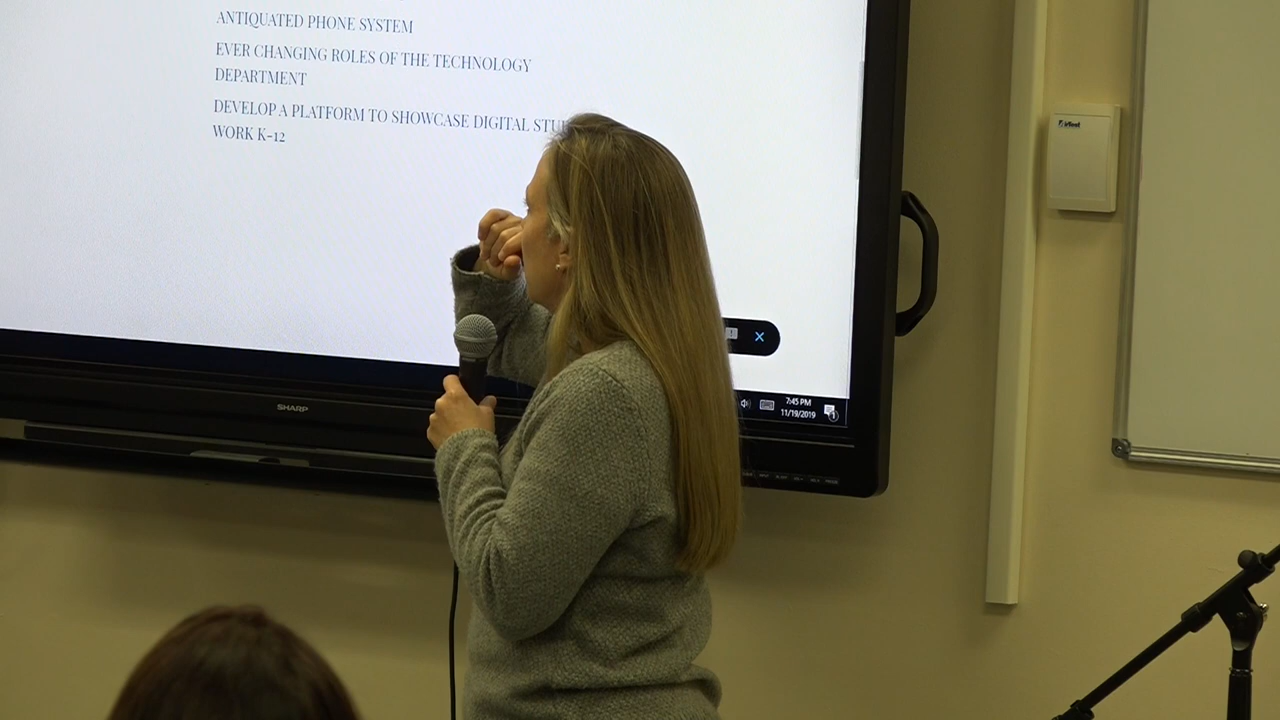 ANTIQUATED PHONE SYSTEM
EVER CHANGING ROLES OF THE TECHNOLOGY
DEPARTMENT
DEVELOP A PLATFORM TO SHOWCASE DIGITAL
WORK K-12
SHARP
7:45 PM
11/19/2019